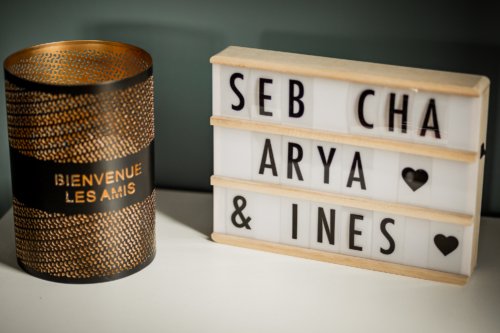 BIENVENUE
LES AMIS
SEB CHA
ARYA ♥
& INES ♥